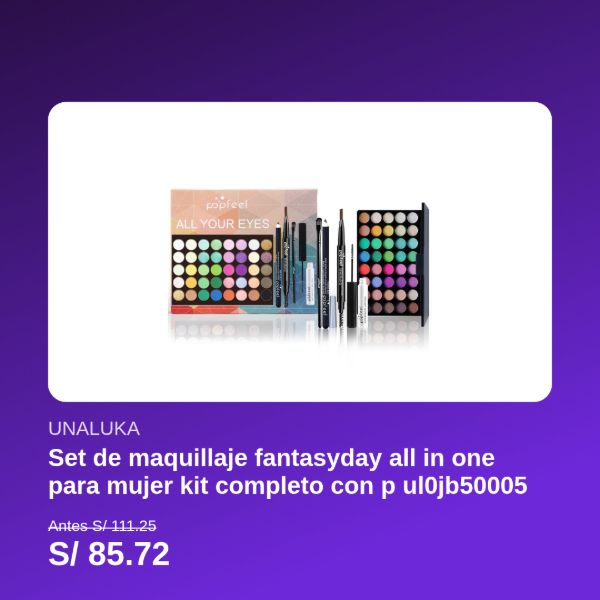 popfeel
ALL YOUR EYES
UNALUKA
Set de maquillaje fantasyday all in one
para mujer kit completo con p ul0jb50005
Antes S/ 111.25
S/ 85.72